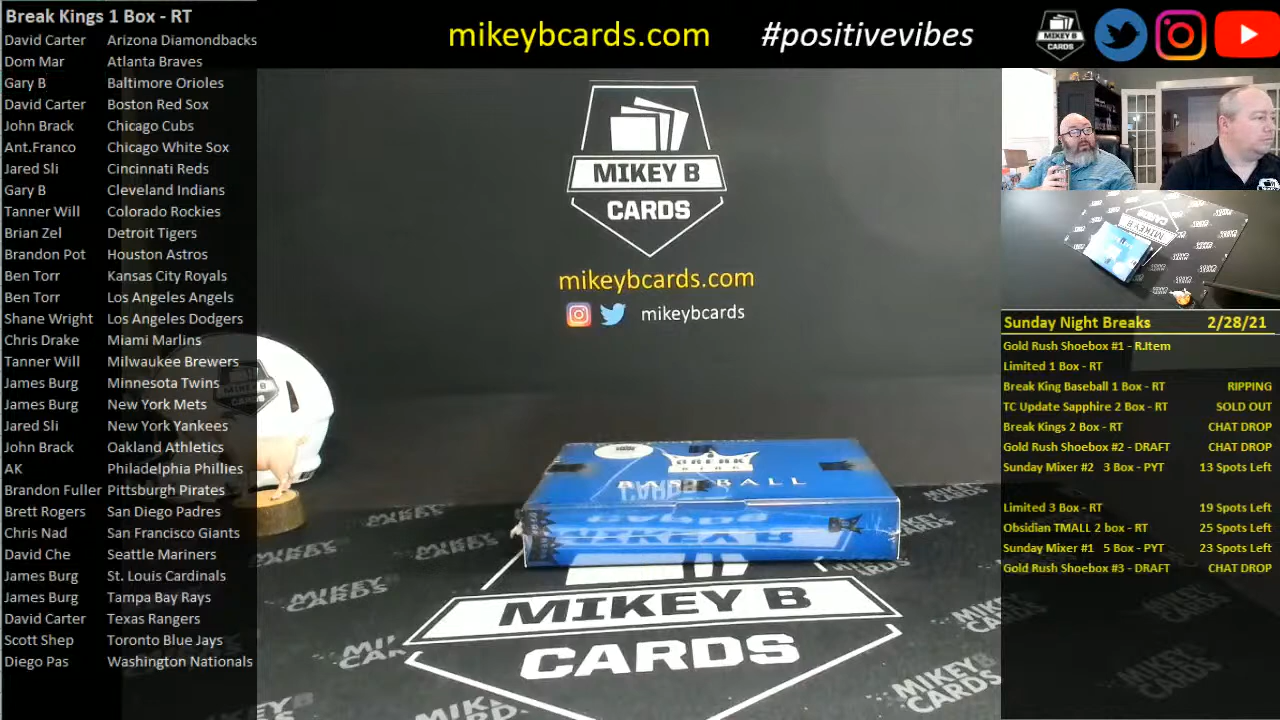 Break Kings 1 Box - RT
David Carter Arizona Diamondbacks
Dom Mar Atlanta Braves
Gary B Baltimore Orioles
David Carter Boston Red Sox
John Brack Chicago Cubs
Ant.Franco Chicago White Sox
Jared Sli Cincinnati Reds
Gary B Cleveland Indians
Tanner Will Colorado Rockies
Brian Zel Detroit Tigers
Brandon Pot Houston Astros
Ben Torr Kansas City Royals
Ben Torr Los Angeles Angels
Shane Wright Los Angeles Dodgers
Chris Drake Miami Marlins
Tanner Will Milwaukee Brewers
James Burg Minnesota Twins
James Burg New York Mets
Jared Sli New York Yankees
John Brack Oakland Athletics
AK Philadelphia Phillies
Brandon Fuller Pittsburgh Pirates
Brett Rogers San Diego Padres
Chris Nad San Francisco Giants
David Che Seattle Mariners
James Burg St. Louis Cardinals
James Burg Tampa Bay Rays
David Carter Texas Rangers
Scott Shep Toronto Blue Jays
Diego Pas Washington Nationals
mikeybcards.com #positivevibes
MIKEY B
CARDS
MIKEY B
CARDS
mikeybcards.com
mikeybcards
BREAK
KING
BASEBALL
MIKEY B
CARDS
MIKEY
CARDS
Sunday Night Breaks 2/28/21
Gold Rush Shoebox #1 - R.Item
Limited 1 Box - RT
Break King Baseball 1 Box - RT RIPPING
TC Update Sapphire 2 Box - RT SOLD OUT
Break Kings 2 Box - RT CHAT DROP
Gold Rush Shoebox #2 - DRAFT CHAT DROP
Sunday Mixer #2 3 Box - PYT 13 Spots Left
Limited 3 Box - RT 19 Spots Left
Obsidian TMALL 2 box - RT 25 Spots Left
Sunday Mixer #1 5 Box - PYT 23 Spots Left
Gold Rush Shoebox #3 - DRAFT CHAT DROP